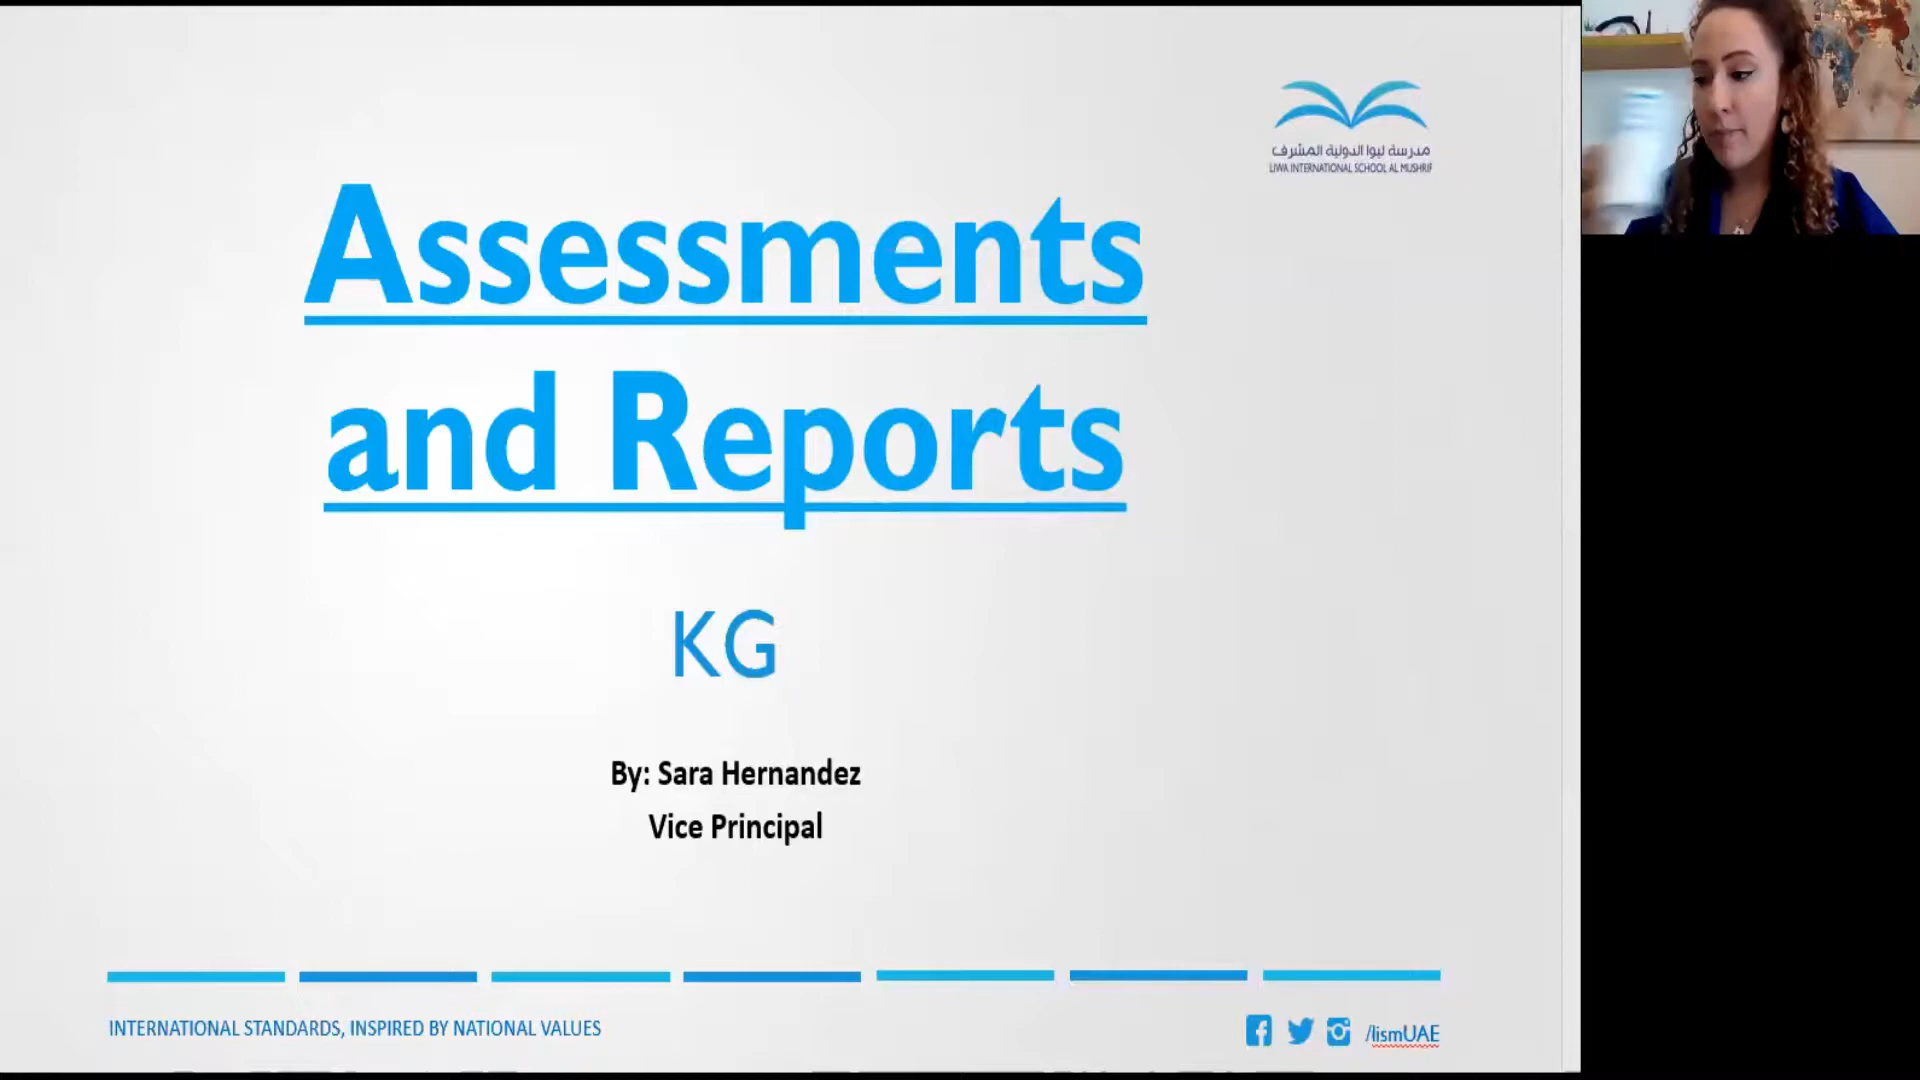 مدرسة ليوا الدولية المشرف
LIWA INTERNATIONAL SCHOOL AL MUSHRIF
Assessments
and Reports
KG
By: Sara Hernandez
Vice Principal
INTERNATIONAL STANDARDS, INSPIRED BY NATIONAL VALUES
/lismUAE